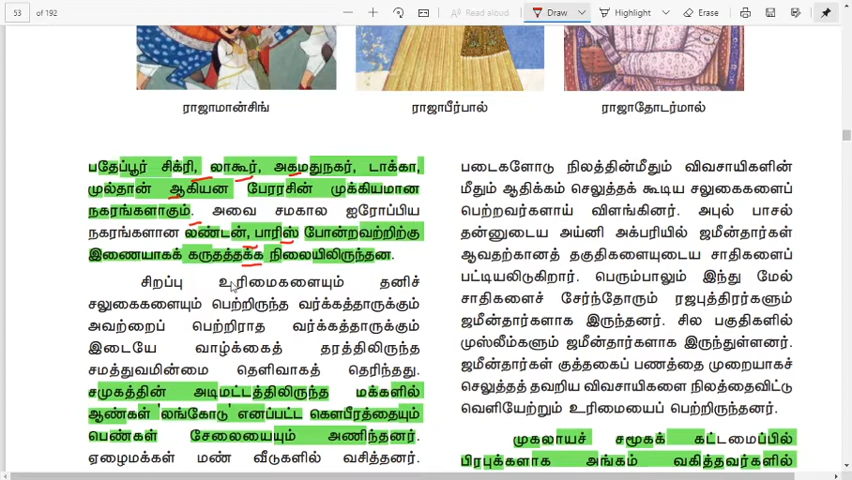 53 of 192
Read aloud
Draw
Highlight
Erase
ராஜாமான்சிங்
ராஜாபீர்பால்
ராஜாதோடர்மால்
பதேப்பூர் சிக்ரி, லாகூர், அகமதுநகர், டாக்கா,
முல்தான் ஆகியன பேரரசின் முக்கியமான
நகரங்களாகும். அவை சமகால ஐரோப்பிய
நகரங்களான லண்டன், பாரிஸ் போன்றவற்றிற்கு
இணையாகக் கருதத்தக்க நிலையிலிருந்தன.
சிறப்பு உரிமைகளையும் தனிச்
சலுகைகளையும் பெற்றிருந்த வர்க்கத்தாருக்கும்
அவற்றைப் பெற்றிராத வர்க்கத்தாருக்கும்
இடையே வாழ்க்கைத் தரத்திலிருந்த
சமத்துவமின்மை தெளிவாகத் தெரிந்தது.
சமுகத்தின் அடிமட்டத்திலிருந்த மக்களில்
ஆண்கள் 'லங்கோடு' எனப்பட்ட கௌபீரத்தையும்
பெண்கள் சேலையையும் அணிந்தனர்.
ஏழைமக்கள் மண் வீடுகளில் வசித்தனர்.
படைகளோடு நிலத்தின்மீதும் விவசாயிகளின்
மீதும் ஆதிக்கம் செலுத்தக் கூடிய சலுகைகளைப்
பெற்றவர்களாய் விளங்கினர். அபுல் பாசல்
தன்னுடைய அய்னி அக்பரியில் ஜமீன்தார்கள்
ஆவதற்கானத் தகுதிகளையுடைய சாதிகளைப்
பட்டியலிடுகிறார். பெரும்பாலும் இந்து மேல்
சாதிகளைச் சேர்ந்தோரும் ரஜபுத்திரர்களும்
ஜமீன்தார்களாக இருந்தனர். சில பகுதிகளில்
முஸ்லீம்களும் ஜமீன்தார்களாக இருந்துள்ளனர்.
ஜமீன்தார்கள் குத்தகைப் பணத்தை முறையாகச்
செலுத்தத் தவறிய விவசாயிகளை நிலத்தைவிட்டு
வெளியேற்றும் உரிமையைப் பெற்றிருந்தனர்.
முகலாயச் சமூகக் கட்டமைப்பில்
பிரபுக்களாக அங்கம் வகித்தவர்களில்